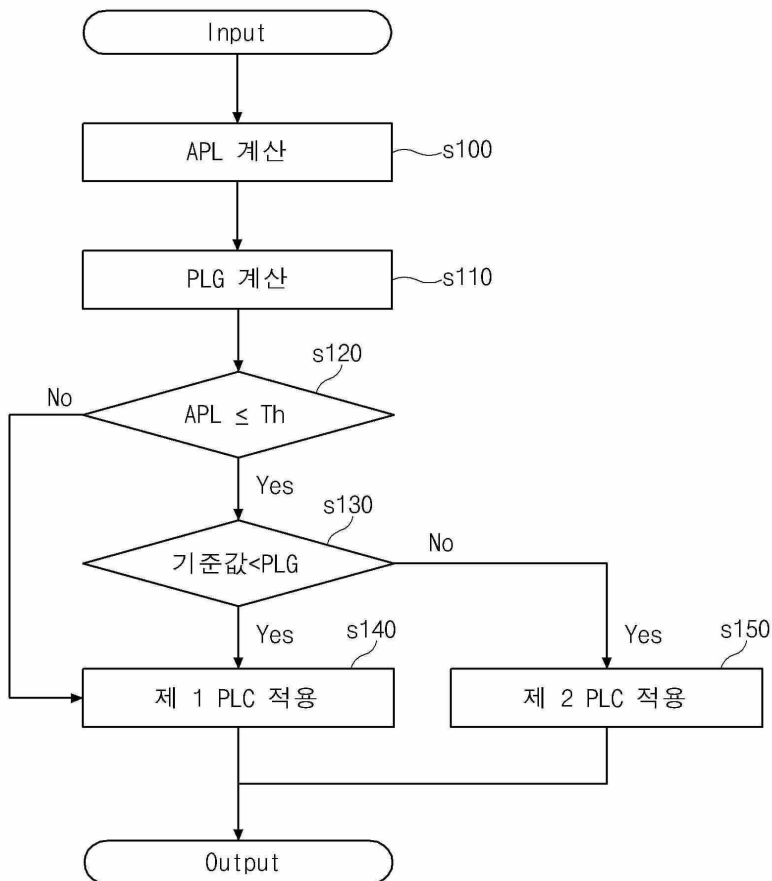 Input
APL 계산
s100
PLG 계산
s110
s120
No
APL ≤ Th
Yes
s130
기준값<PLG
No
Yes
s140
Yes
s150
제 1 PLC 적용
제 2 PLC 적용
Output